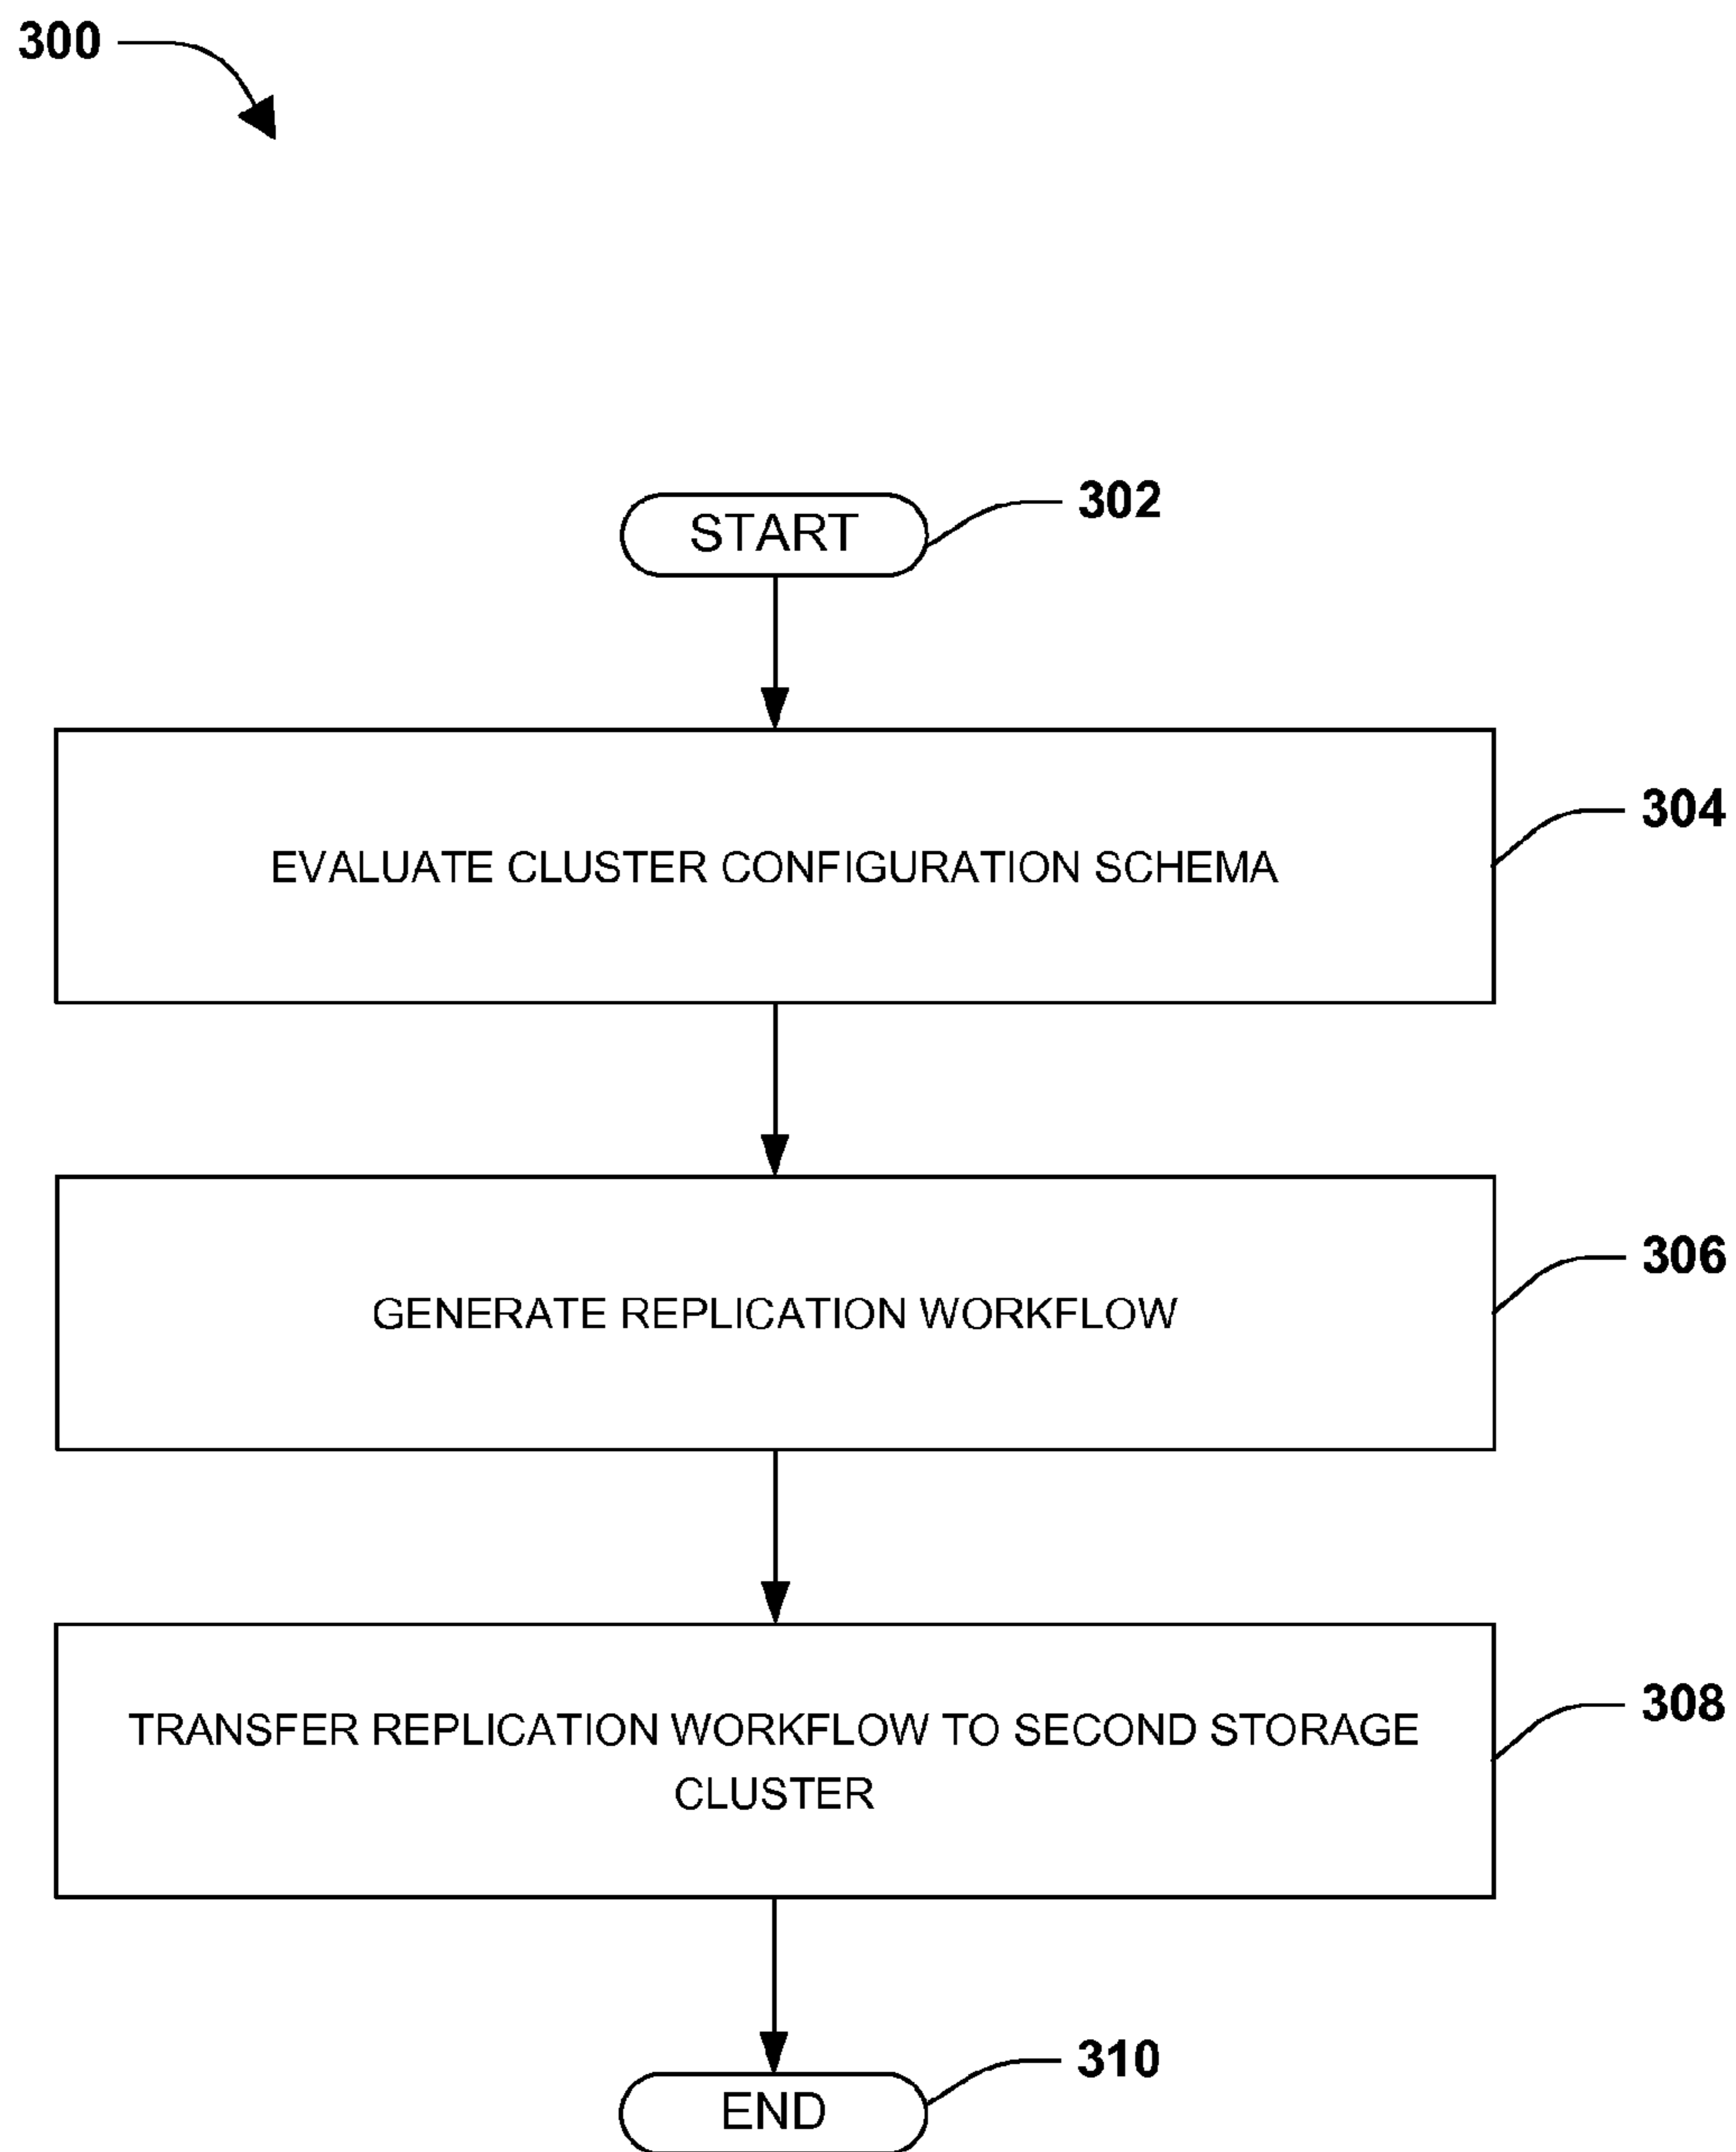 300
START
302
EVALUATE CLUSTER CONFIGURATION SCHEMA
304
GENERATE REPLICATION WORKFLOW
306
TRANSFER REPLICATION WORKFLOW TO SECOND STORAGE
CLUSTER
308
END
310